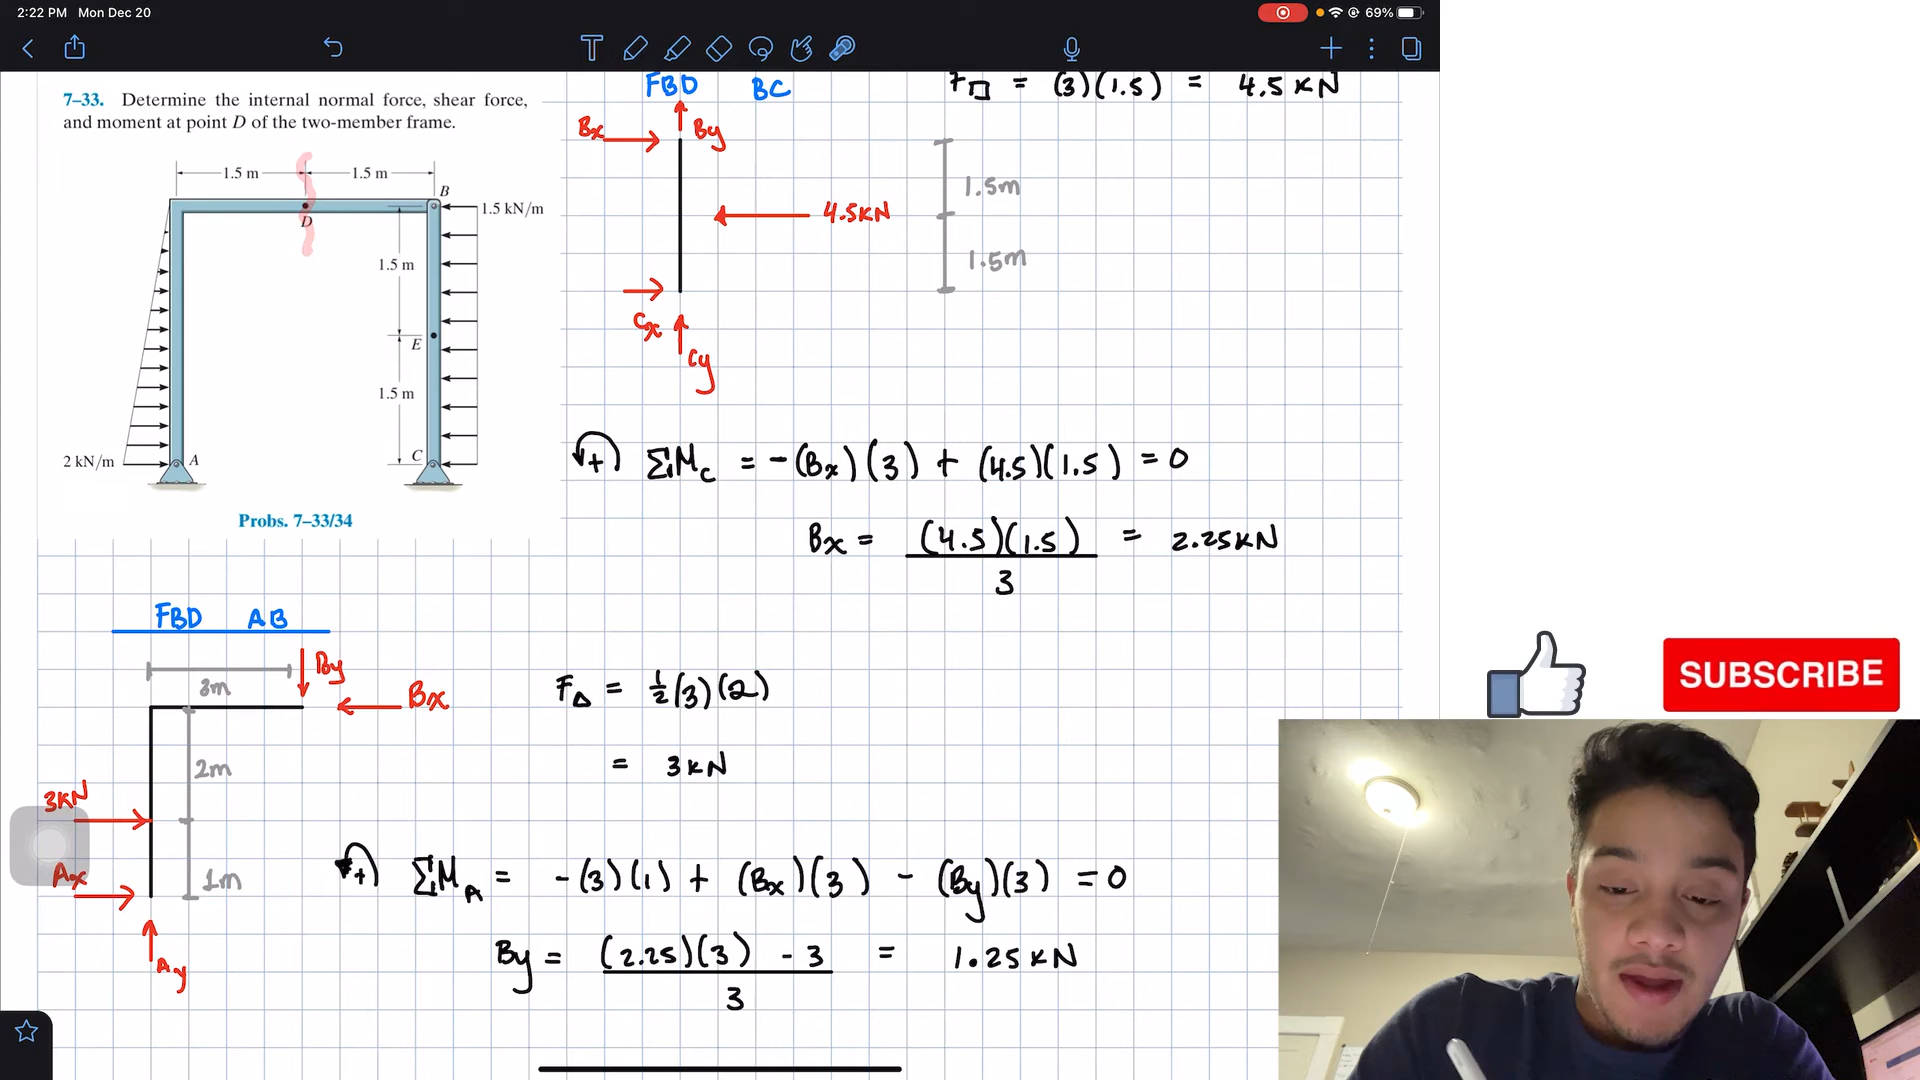 2:22 PM Mon Dec 20
69%
7–33. Determine the internal normal force, shear force,
and moment at point D of the two-member frame.
1.5 m
1.5 m
B
D
1.5 kN/m
1.5 m
E
1.5 m
2 kN/m
A
C
Probs. 7–33/34
FBD BC
F□ = (3)(1.5) = 4.5 KN
Bx
By
4.5KN
1.5m
1.5m
Cx
Cy
+) ΣMC = -(Bx)(3) + (4.5)(1.5) = 0
Bx = (4.5)(1.5) = 2.25KN
3
FBD AB
By
3m
Bx
2m
3KN
Ax
1m
Ay
FΔ = 1/2 (3)(2)
= 3KN
+) ΣMA = -(3)(1) + (Bx)(3) - (By)(3) = 0
By = (2.25)(3) - 3 = 1.25KN
3
SUBSCRIBE